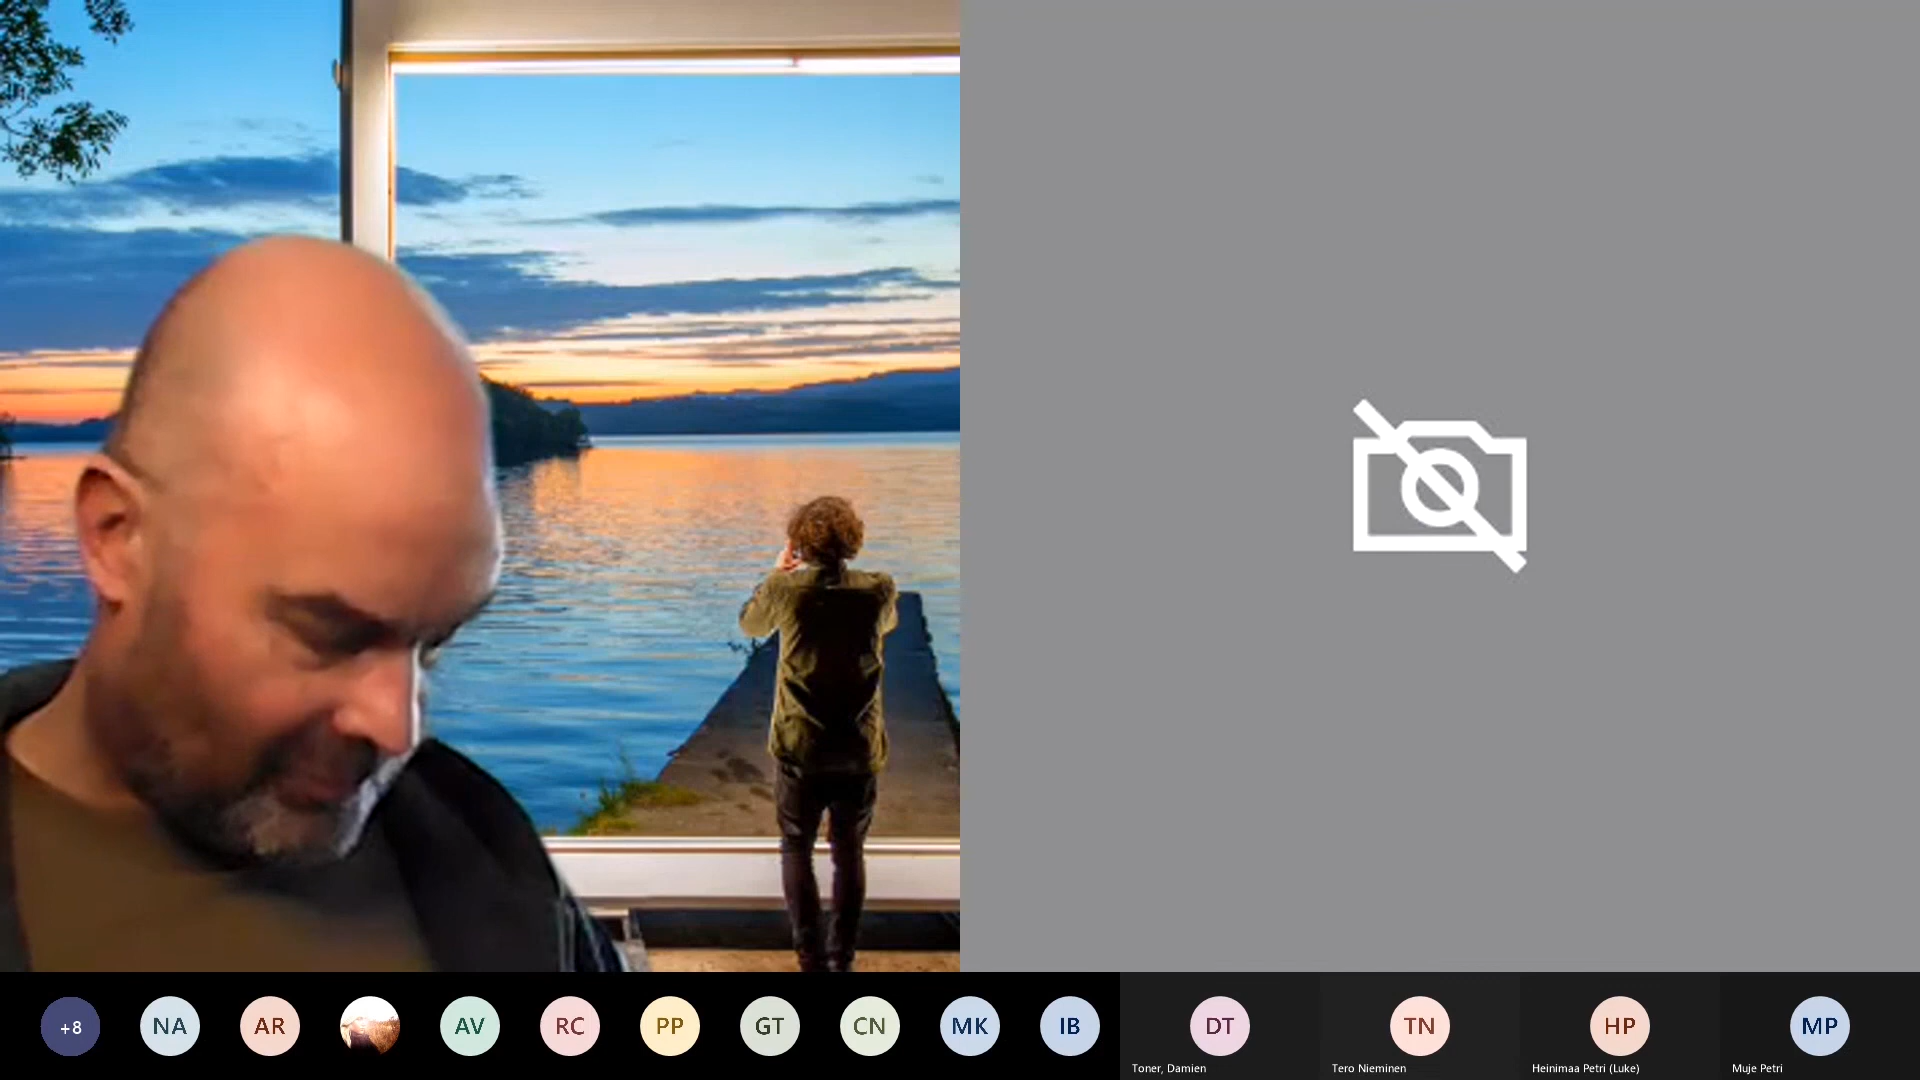 +8
NA
AR
AV
RC
PP
GT
CN
MK
IB
DT
TN
HP
MP
Toner, Damien
Tero Nieminen
Heinimaa Petri (Luke)
Muje Petri